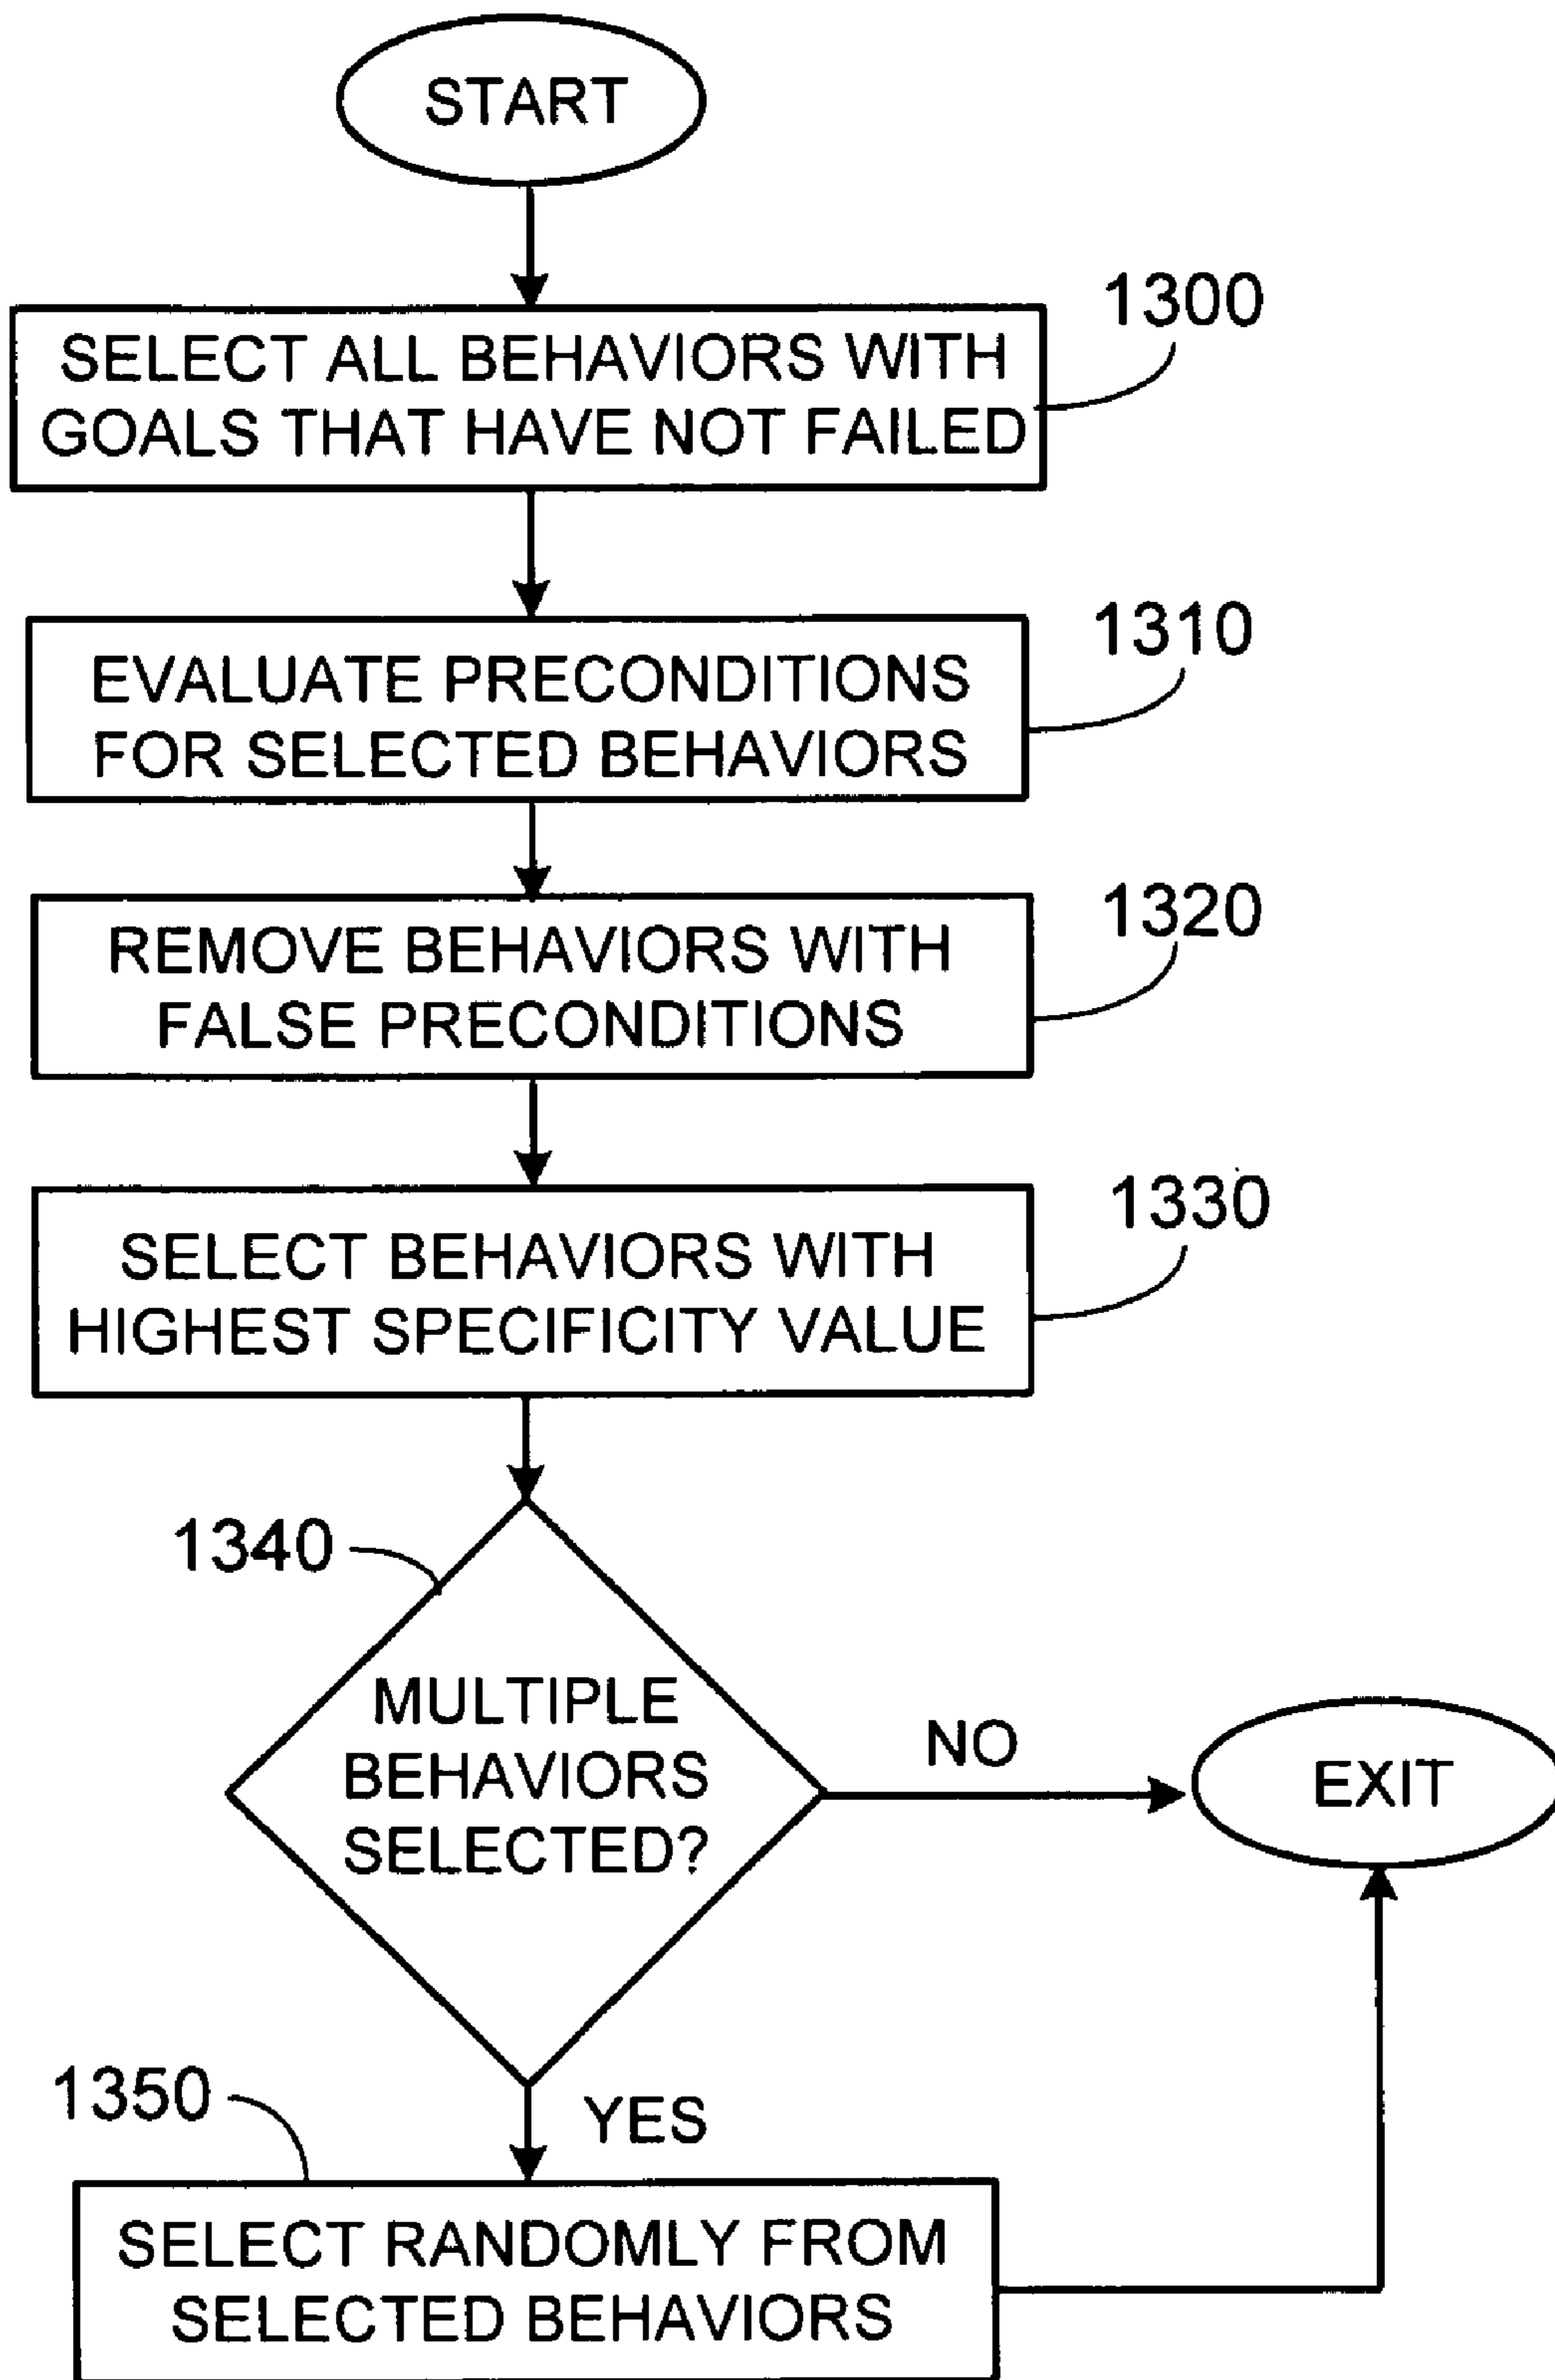 START
1300
SELECT ALL BEHAVIORS WITH
GOALS THAT HAVE NOT FAILED
1310
EVALUATE PRECONDITIONS
FOR SELECTED BEHAVIORS
1320
REMOVE BEHAVIORS WITH
FALSE PRECONDITIONS
1330
SELECT BEHAVIORS WITH
HIGHEST SPECIFICITY VALUE
1340
MULTIPLE
BEHAVIORS
SELECTED?
NO
EXIT
YES
1350
SELECT RANDOMLY FROM
SELECTED BEHAVIORS